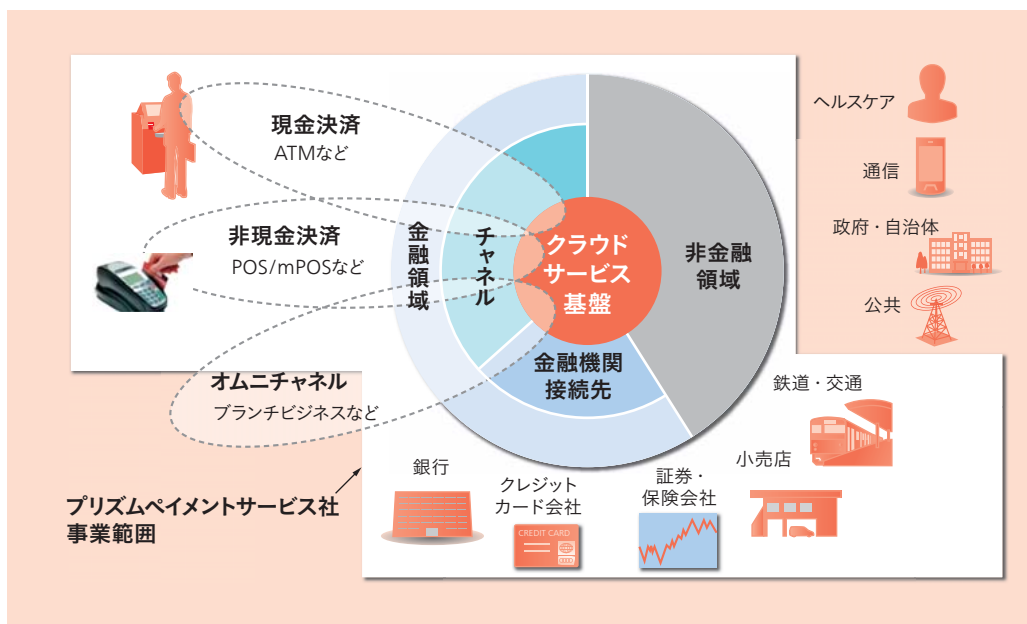 現金決済
ATMなど
非現金決済
POS/mPOSなど
オムニチャネル
ブランチビジネスなど
プリズムペイメントサービス社
事業範囲
金融領域
チャネル
クラウド
サービス
基盤
非金融
領域
金融機関
接続先
ヘルスケア
通信
政府・自治体
公共
鉄道・交通
小売店
証券・
保険会社
クレジット
カード会社
CREDIT CARD
銀行